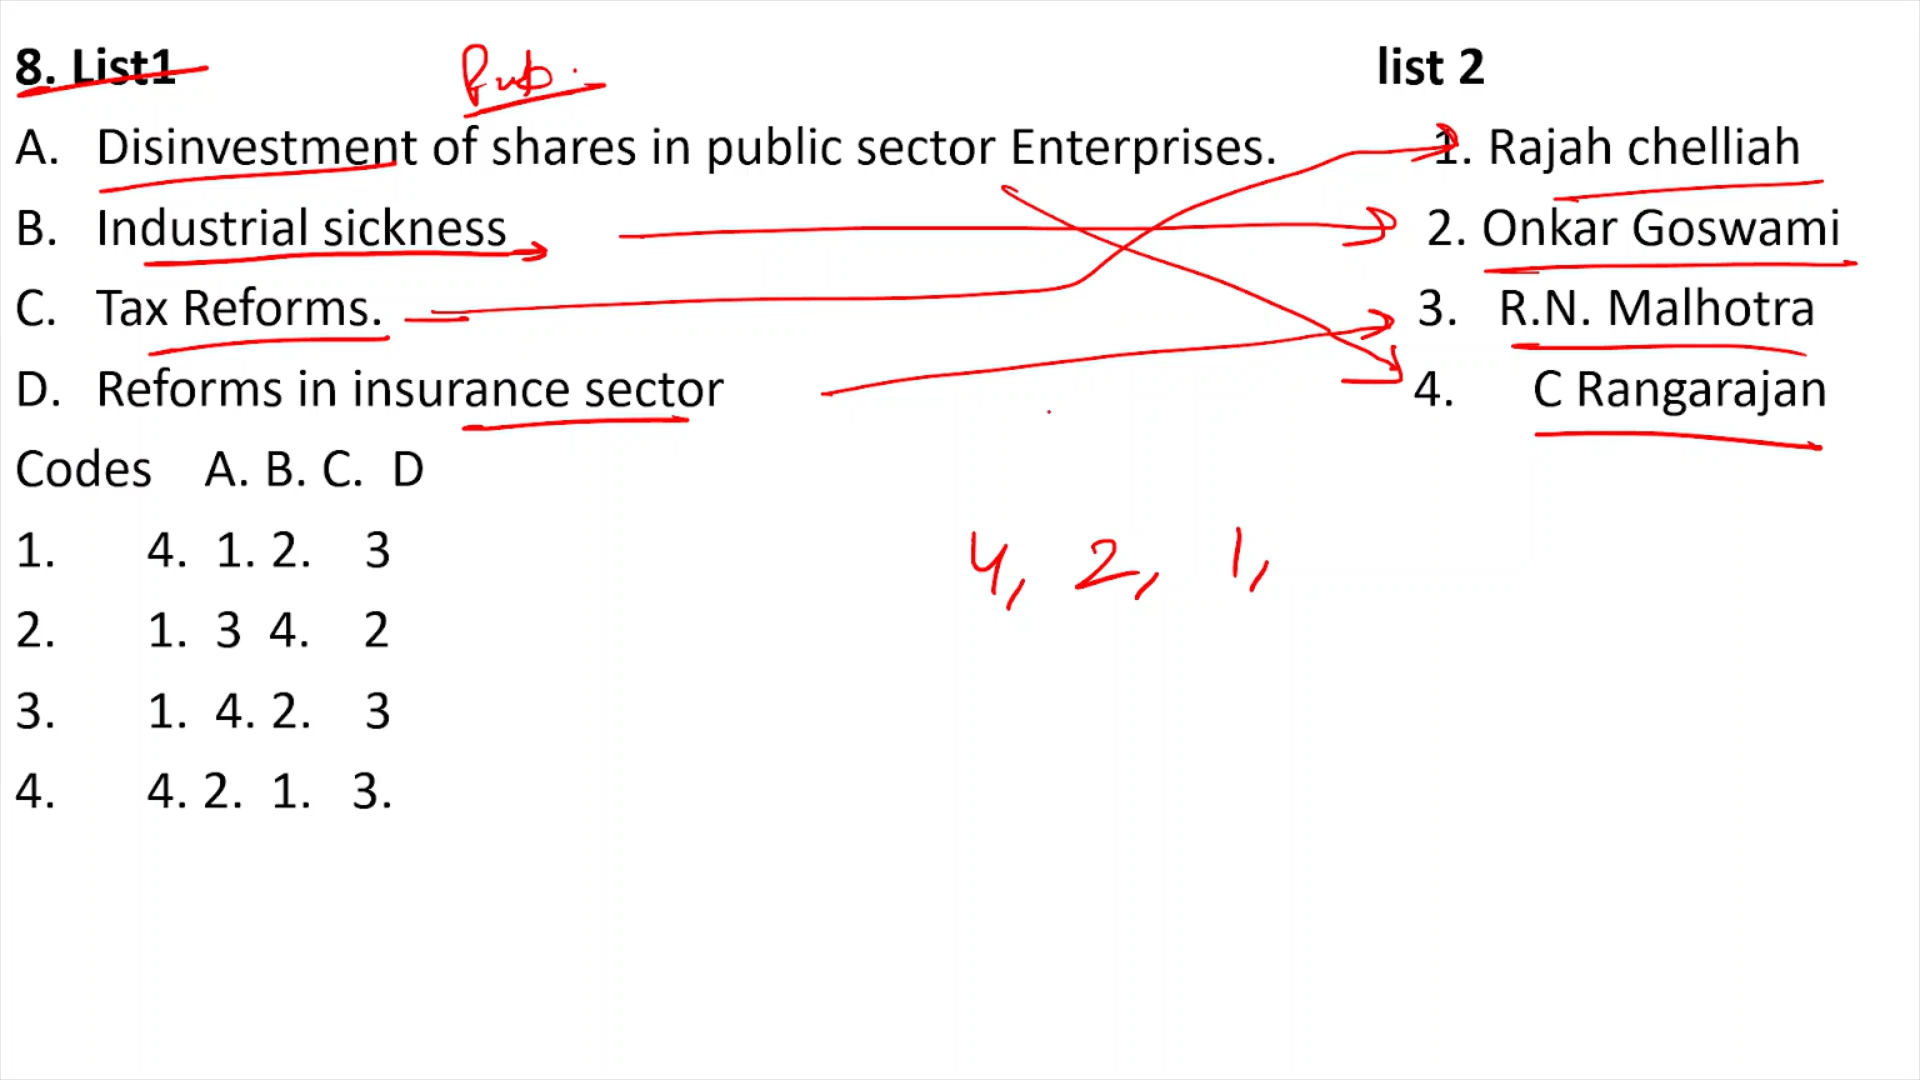 8. List1 Pub. list 2
A. Disinvestment of shares in public sector Enterprises. 1. Rajah chelliah
B. Industrial sickness 2. Onkar Goswami
C. Tax Reforms. 3. R.N. Malhotra
D. Reforms in insurance sector 4. C Rangarajan
Codes A. B. C. D
1. 4. 1. 2. 3
4, 2, 1,
2. 1. 3 4. 2
3. 1. 4. 2. 3
4. 4. 2. 1. 3.